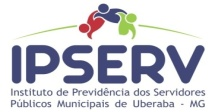 IPSERV
Instituto de Previdência dos Servidores
Públicos Municipais de Uberaba - MG